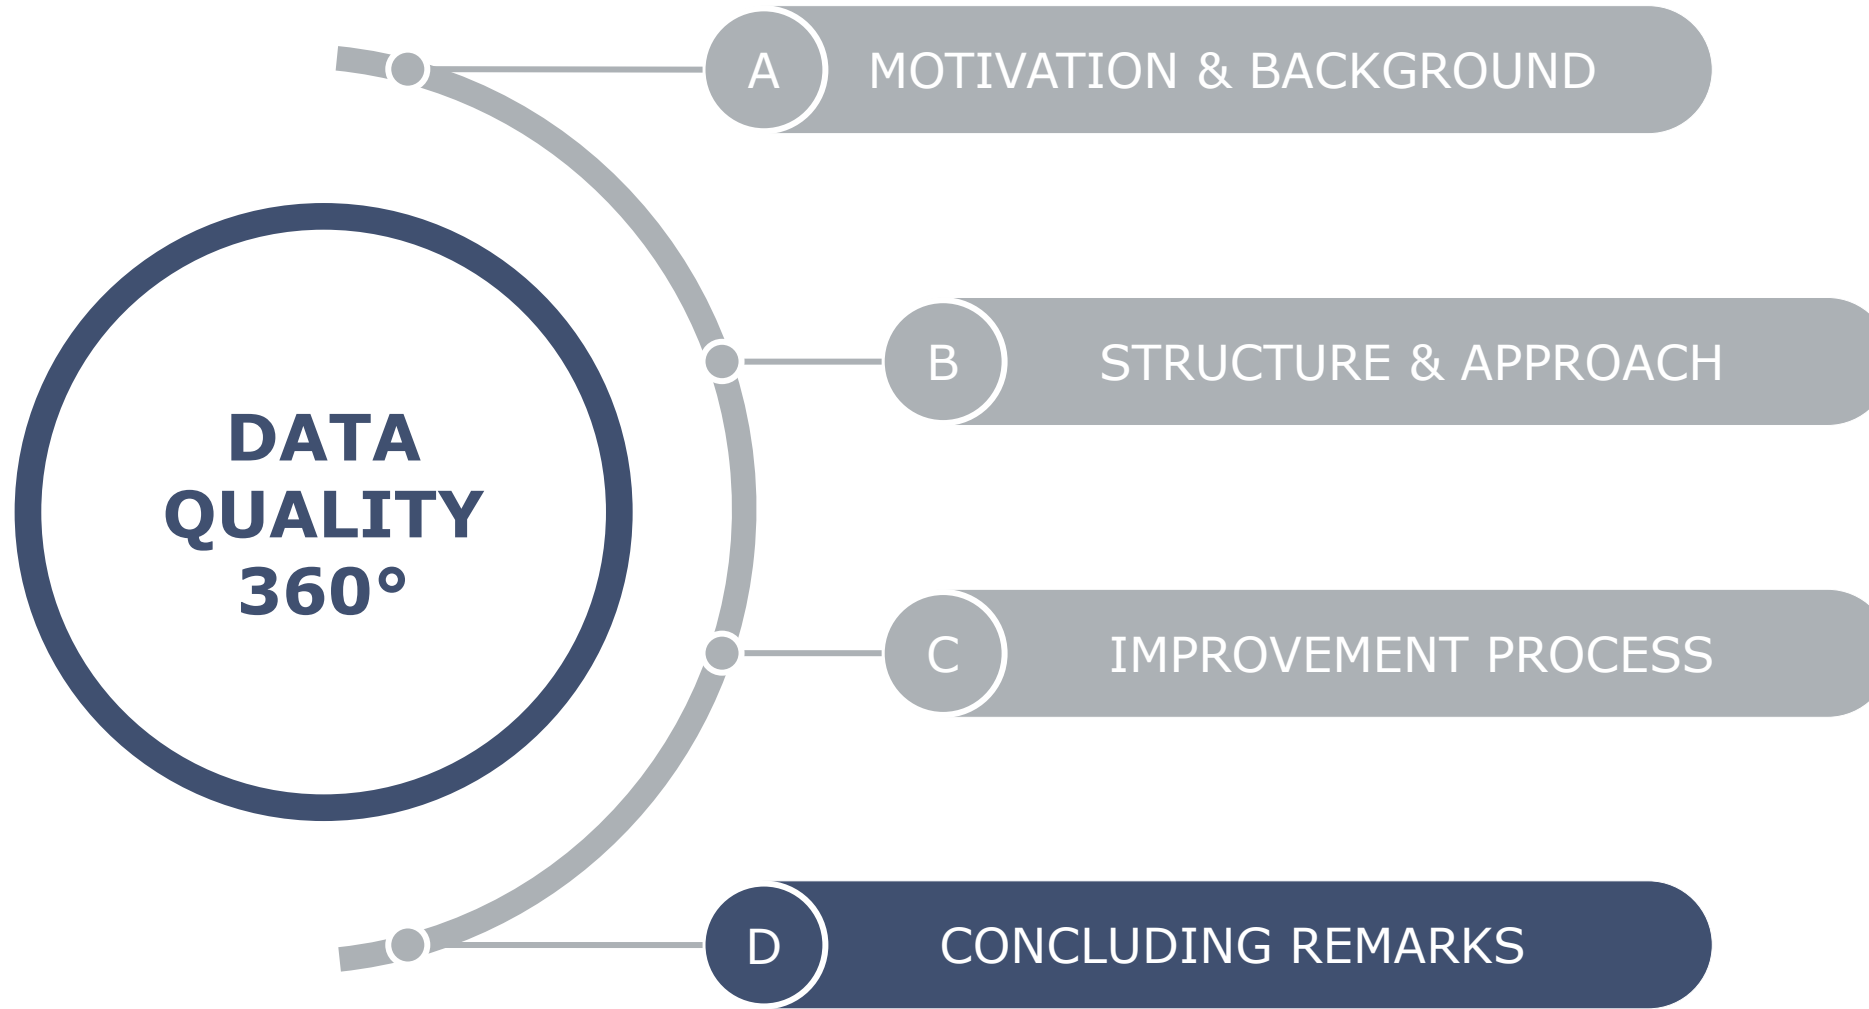 DATA
QUALITY
360°
A MOTIVATION & BACKGROUND
B STRUCTURE & APPROACH
C IMPROVEMENT PROCESS
D CONCLUDING REMARKS